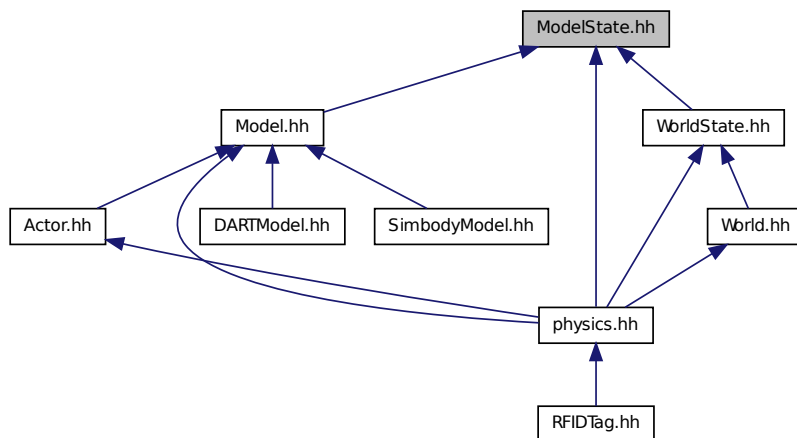 ModelState.hh
Model.hh
WorldState.hh
Actor.hh
DARTModel.hh
SimbodyModel.hh
World.hh
physics.hh
RFIDTag.hh